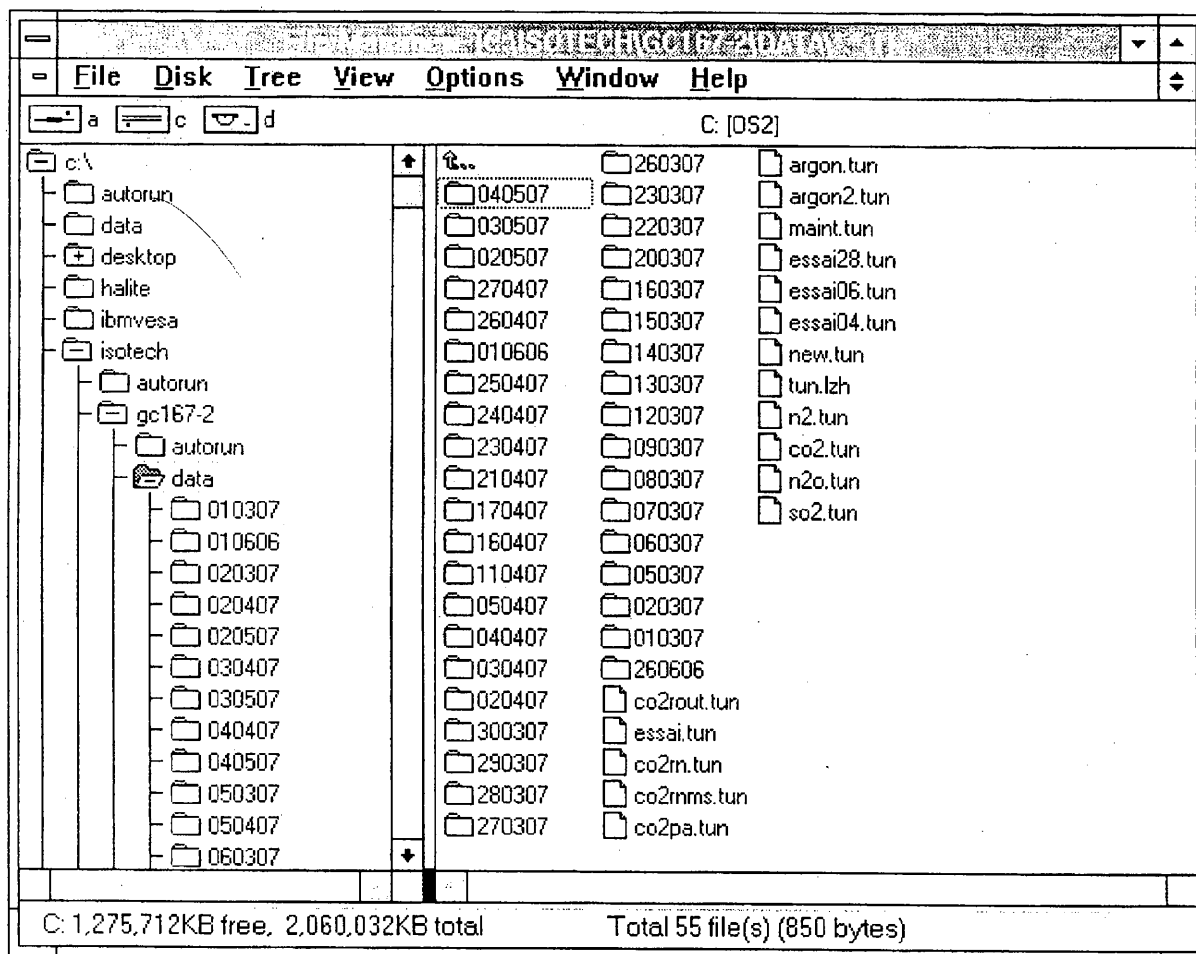 Manager - [C:\ISOTECH\GC167-2\DATA\
File Disk Tree View Options Window Help
a c d
C: [OS2]
c:\
autorun
data
desktop
halite
ibmvesa
isotech
autorun
gc167-2
autorun
data
010307
010606
020307
020407
020507
030407
030507
040407
040507
050307
050407
060307
..
040507
030507
020507
270407
260407
010606
250407
240407
230407
210407
170407
160407
110407
050407
040407
030407
020407
300307
290307
280307
270307
260307
230307
220307
200307
160307
150307
140307
130307
120307
090307
080307
070307
060307
050307
020307
010307
260606
co2rout.tun
essai.tun
co2rn.tun
co2rnms.tun
co2pa.tun
argon.tun
argon2.tun
maint.tun
essai28.tun
essai06.tun
essai04.tun
new.tun
tun.lzh
n2.tun
co2.tun
n2o.tun
so2.tun
C: 1,275,712KB free, 2,060,032KB total
Total 55 file(s) (850 bytes)